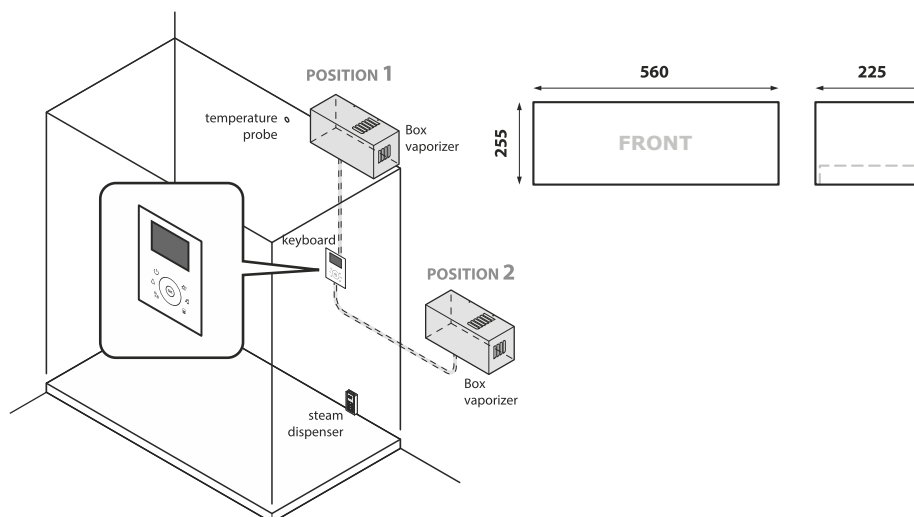 POSITION 1
temperature
probe
Box
vaporizer
keyboard
POSITION 2
Box
vaporizer
steam
dispenser
560
225
255
FRONT